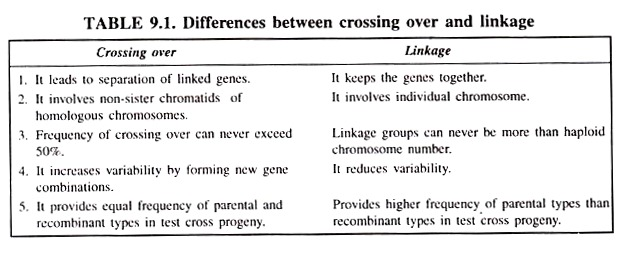 TABLE 9.1. Differences between crossing over and linkage
Crossing over Linkage
1. It leads to separation of linked genes. It keeps the genes together.
2. It involves non-sister chromatids of It involves individual chromosome.
homologous chromosomes.
3. Frequency of crossing over can never exceed Linkage groups can never be more than haploid
50%. chromosome number.
4. It increases variability by forming new gene It reduces variability.
combinations.
5. It provides equal frequency of parental and Provides higher frequency of parental types than
recombinant types in test cross progeny. recombinant types in test cross progeny.